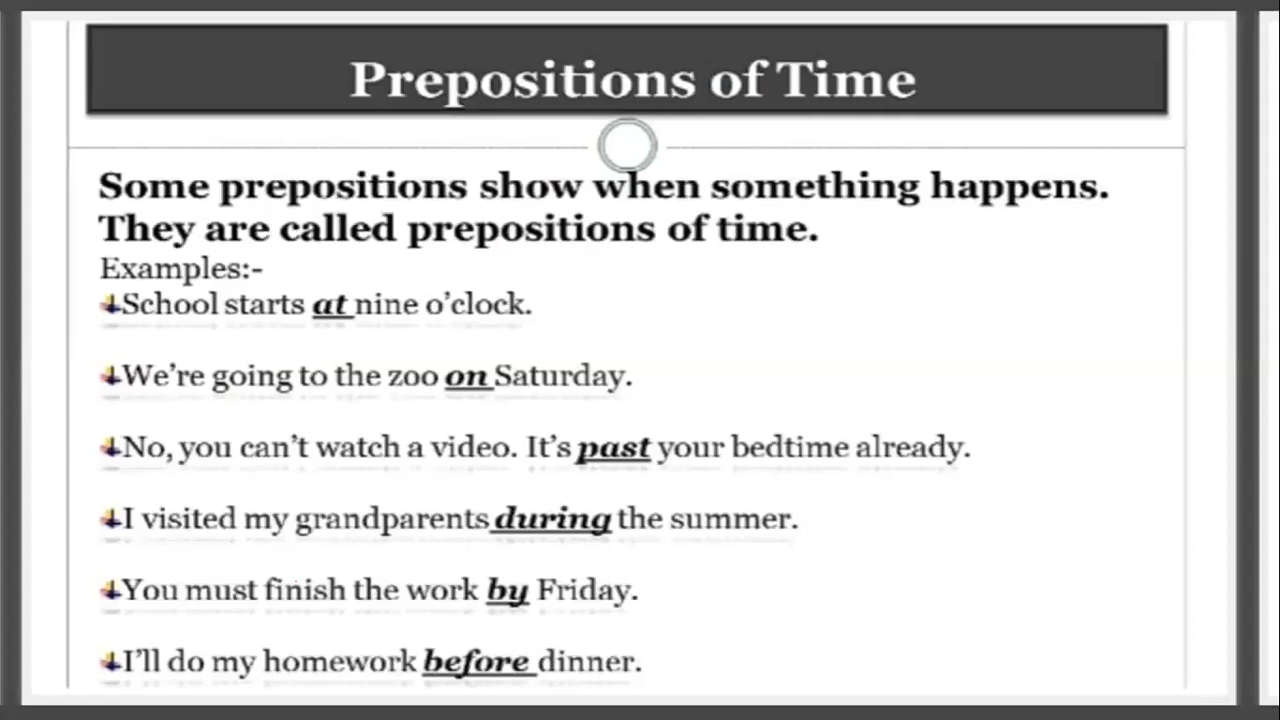 Prepositions of Time
Some prepositions show when something happens.
They are called prepositions of time.
Examples:-
School starts at nine o’clock.
We’re going to the zoo on Saturday.
No, you can’t watch a video. It’s past your bedtime already.
I visited my grandparents during the summer.
You must finish the work by Friday.
I’ll do my homework before dinner.